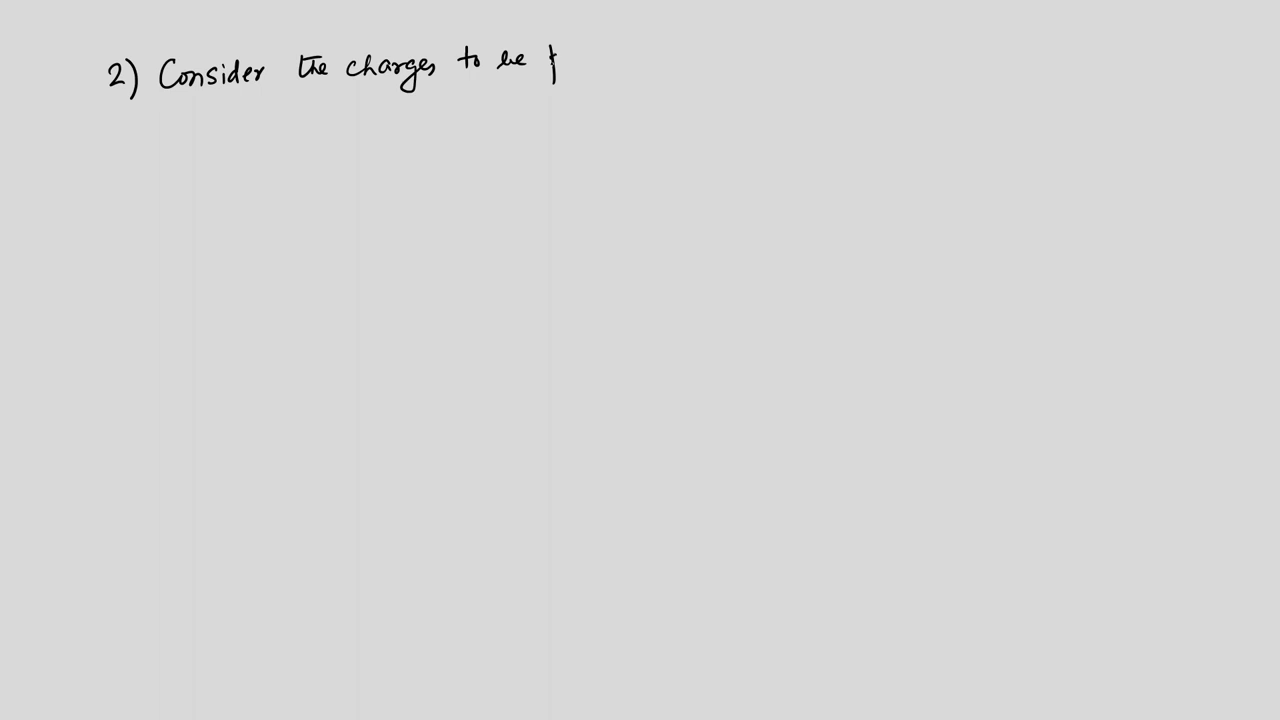 2) Consider the charges to be